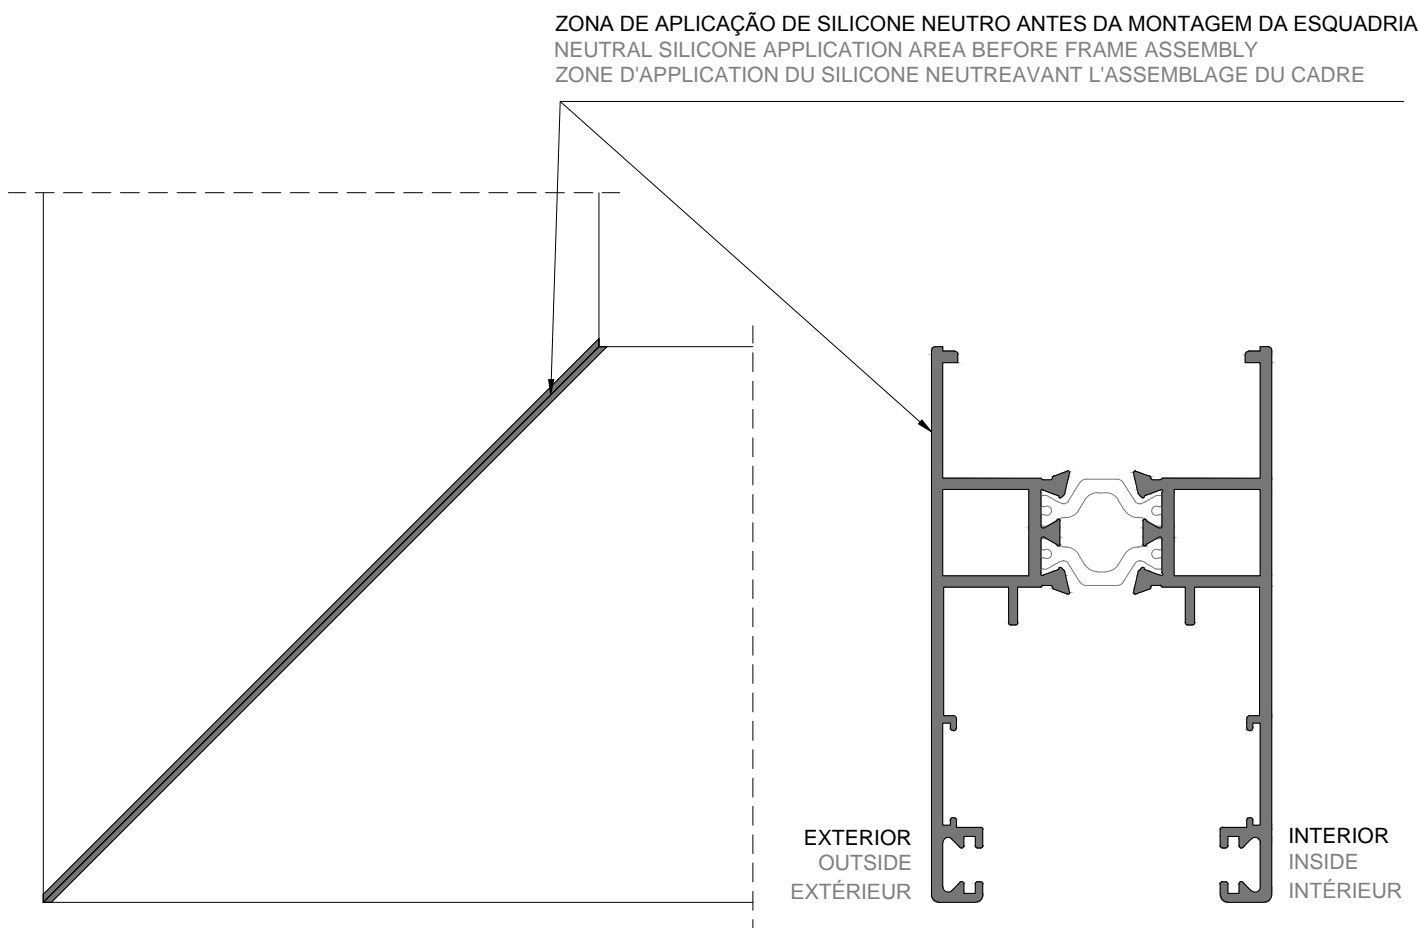 ZONA DE APLICAÇÃO DE SILICONE NEUTRO ANTES DA MONTAGEM DA ESQUADRIA
NEUTRAL SILICONE APPLICATION AREA BEFORE FRAME ASSEMBLY
ZONE D'APPLICATION DU SILICONE NEUTREAVANT L'ASSEMBLAGE DU CADRE
EXTERIOR
OUTSIDE
EXTÉRIEUR
INTERIOR
INSIDE
INTÉRIEUR